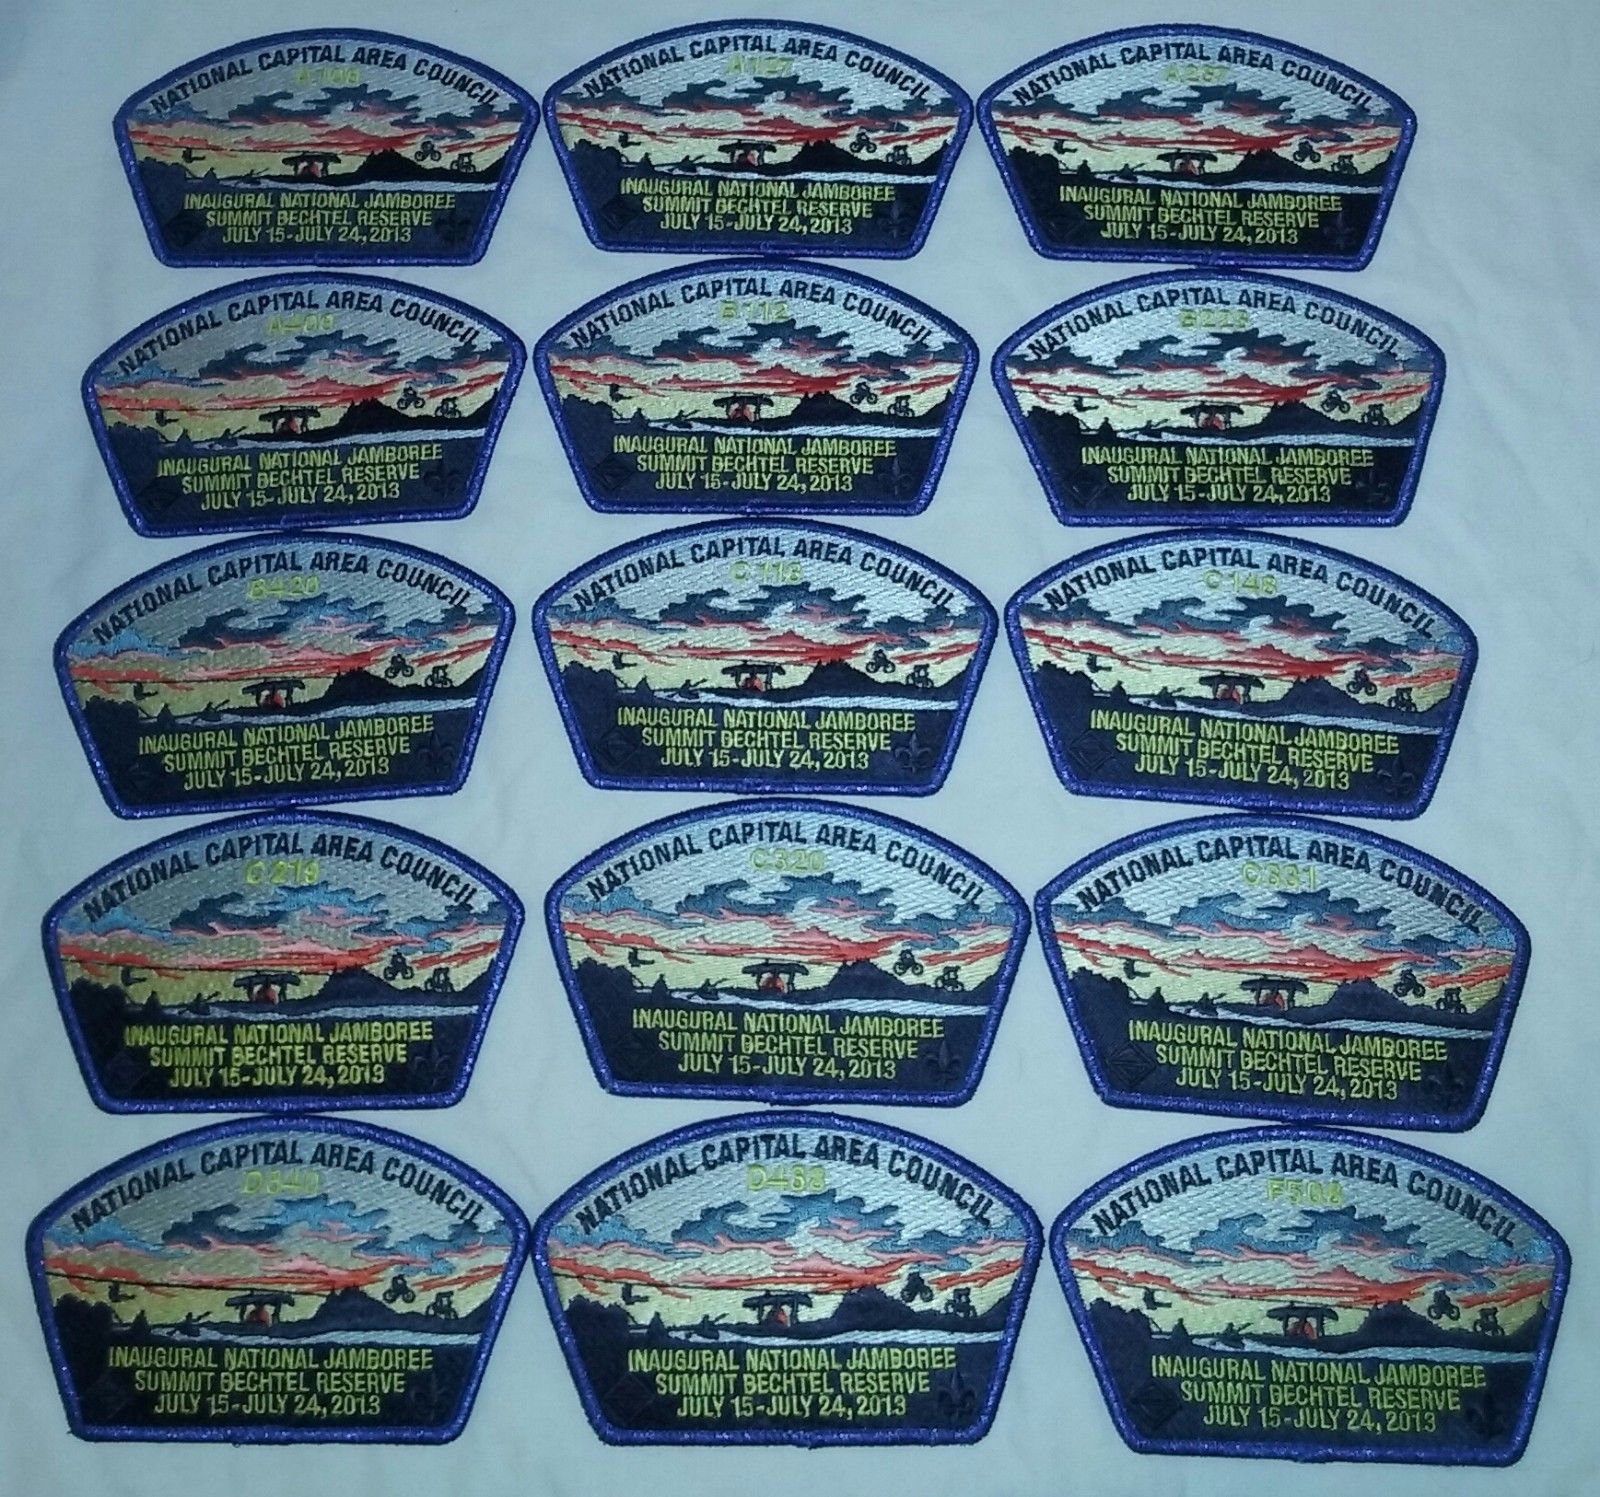 NATIONAL CAPITAL AREA COUNCIL
INAUGURAL NATIONAL JAMBOREE
SUMMIT BECHTEL RESERVE
JULY 15-JULY 24, 2013
NATIONAL CAPITAL AREA COUNCIL
A127
INAUGURAL NATIONAL JAMBOREE
SUMMIT BECHTEL RESERVE
JULY 15-JULY 24, 2013
NATIONAL CAPITAL AREA COUNCIL
A237
INAUGURAL NATIONAL JAMBOREE
SUMMIT BECHTEL RESERVE
JULY 15-JULY 24, 2013
NATIONAL CAPITAL AREA COUNCIL
INAUGURAL NATIONAL JAMBOREE
SUMMIT BECHTEL RESERVE
JULY 15-JULY 24, 2013
NATIONAL CAPITAL AREA COUNCIL
B112
INAUGURAL NATIONAL JAMBOREE
SUMMIT BECHTEL RESERVE
JULY 15-JULY 24, 2013
NATIONAL CAPITAL AREA COUNCIL
INAUGURAL NATIONAL JAMBOREE
SUMMIT BECHTEL RESERVE
JULY 15-JULY 24, 2013
NATIONAL CAPITAL AREA COUNCIL
B420
INAUGURAL NATIONAL JAMBOREE
SUMMIT BECHTEL RESERVE
JULY 15-JULY 24, 2013
NATIONAL CAPITAL AREA COUNCIL
INAUGURAL NATIONAL JAMBOREE
SUMMIT BECHTEL RESERVE
JULY 15-JULY 24, 2013
NATIONAL CAPITAL AREA COUNCIL
INAUGURAL NATIONAL JAMBOREE
SUMMIT BECHTEL RESERVE
JULY 15-JULY 24, 2013
NATIONAL CAPITAL AREA COUNCIL
C219
INAUGURAL NATIONAL JAMBOREE
SUMMIT BECHTEL RESERVE
JULY 15-JULY 24, 2013
NATIONAL CAPITAL AREA COUNCIL
C320
INAUGURAL NATIONAL JAMBOREE
SUMMIT BECHTEL RESERVE
JULY 15-JULY 24, 2013
NATIONAL CAPITAL AREA COUNCIL
C331
INAUGURAL NATIONAL JAMBOREE
SUMMIT BECHTEL RESERVE
JULY 15-JULY 24, 2013
NATIONAL CAPITAL AREA COUNCIL
D340
INAUGURAL NATIONAL JAMBOREE
SUMMIT BECHTEL RESERVE
JULY 15-JULY 24, 2013
NATIONAL CAPITAL AREA COUNCIL
INAUGURAL NATIONAL JAMBOREE
SUMMIT BECHTEL RESERVE
JULY 15-JULY 24, 2013
NATIONAL CAPITAL AREA COUNCIL
INAUGURAL NATIONAL JAMBOREE
SUMMIT BECHTEL RESERVE
JULY 15-JULY 24, 2013